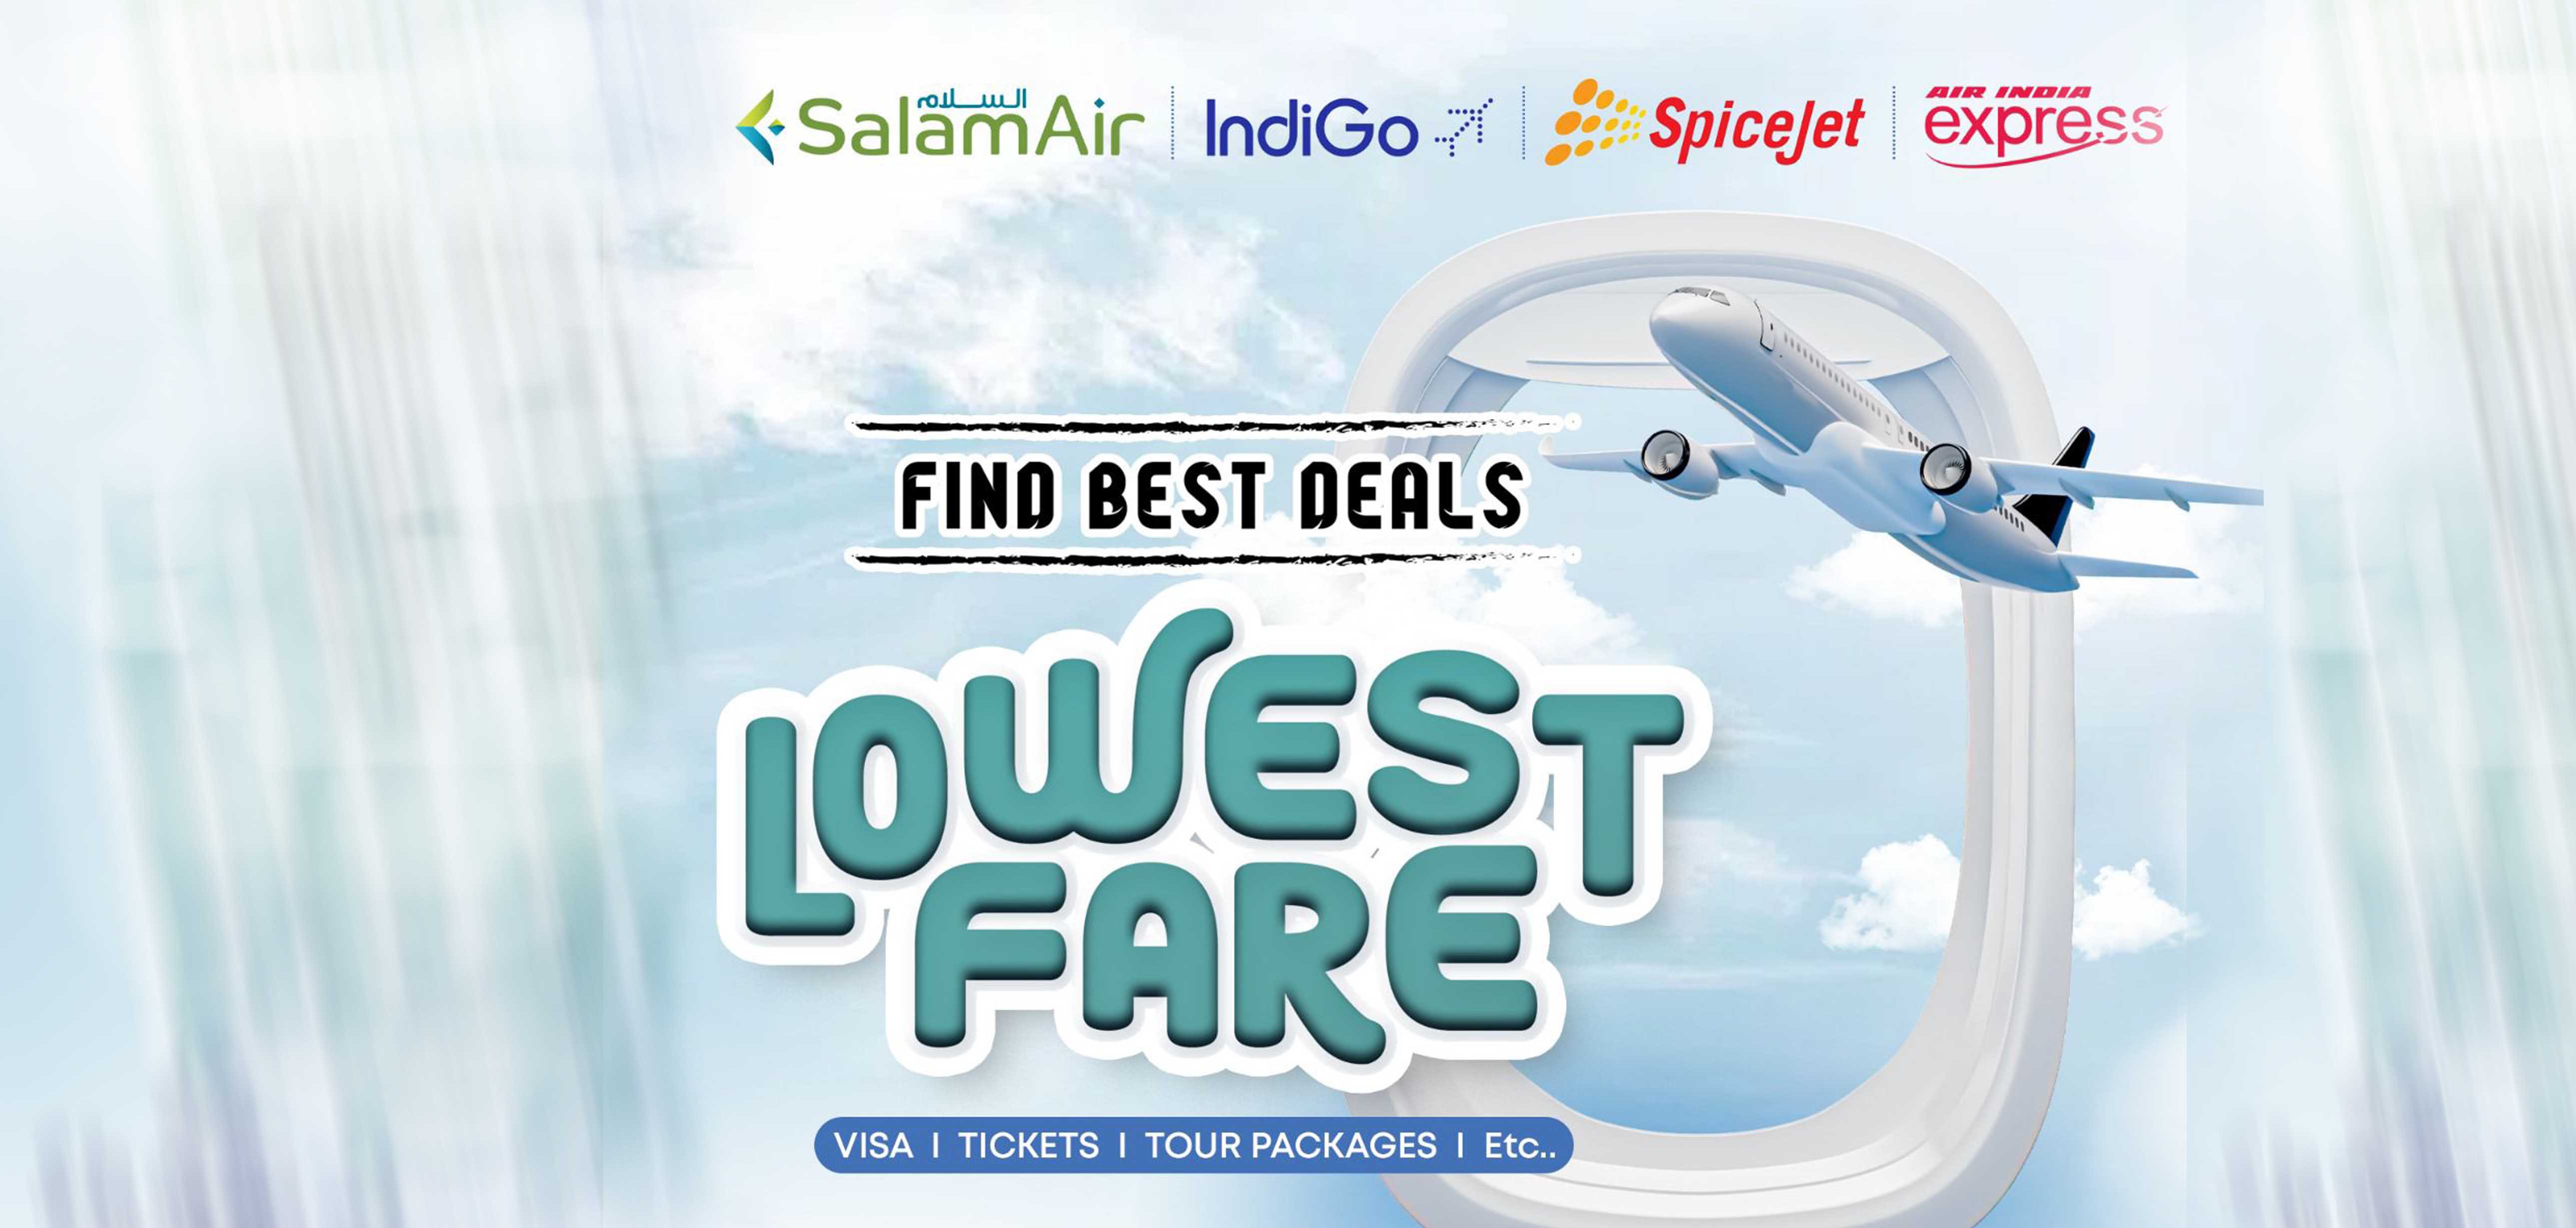 السلام
SalamAir
IndiGo
SpiceJet
AIR INDIA
express
FIND BEST DEALS
LOWEST
FARE
VISA I TICKETS I TOUR PACKAGES I Etc..